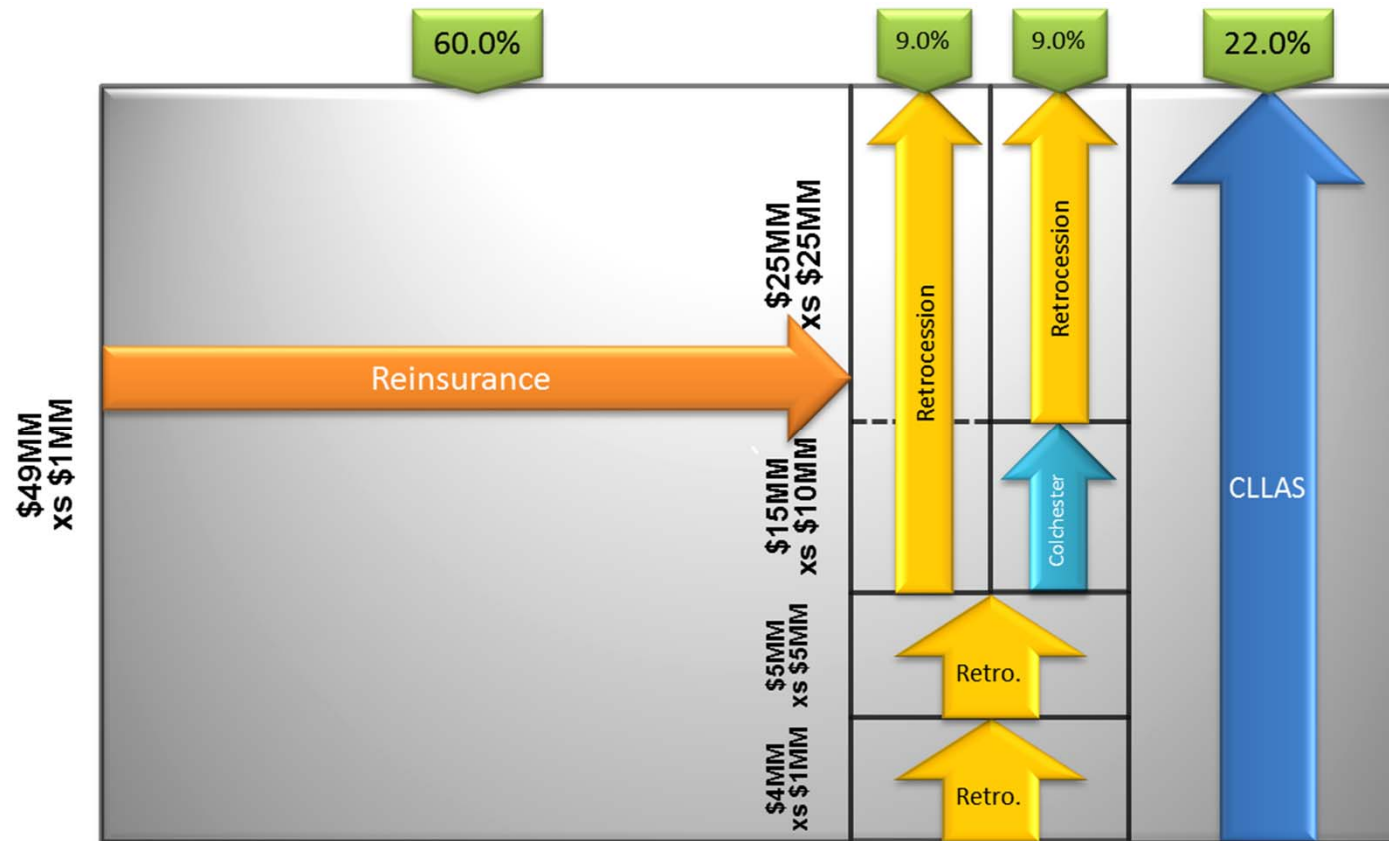 60.0%
9.0%
9.0%
22.0%
$49MM
xs $1MM
Reinsurance
$25MM
xs $25MM
Retrocession
Retrocession
$15MM
xs $10MM
Colchester
CLLAS
$5MM
xs $5MM
Retro.
$4MM
xs $1MM
Retro.